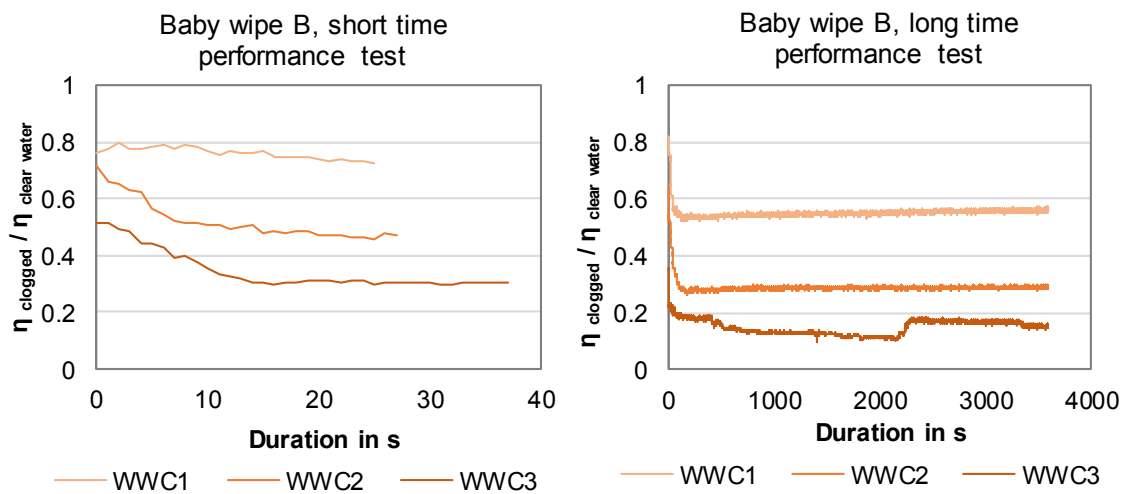 Baby wipe B, short time
performance test
η clogged / η clear water
1
0.8
0.6
0.4
0.2
0
0 10 20 30 40
Duration in s
WWC1 WWC2 WWC3
Baby wipe B, long time
performance test
η clogged / η clear water
1
0.8
0.6
0.4
0.2
0
0 1000 2000 3000 4000
Duration in s
WWC1 WWC2 WWC3